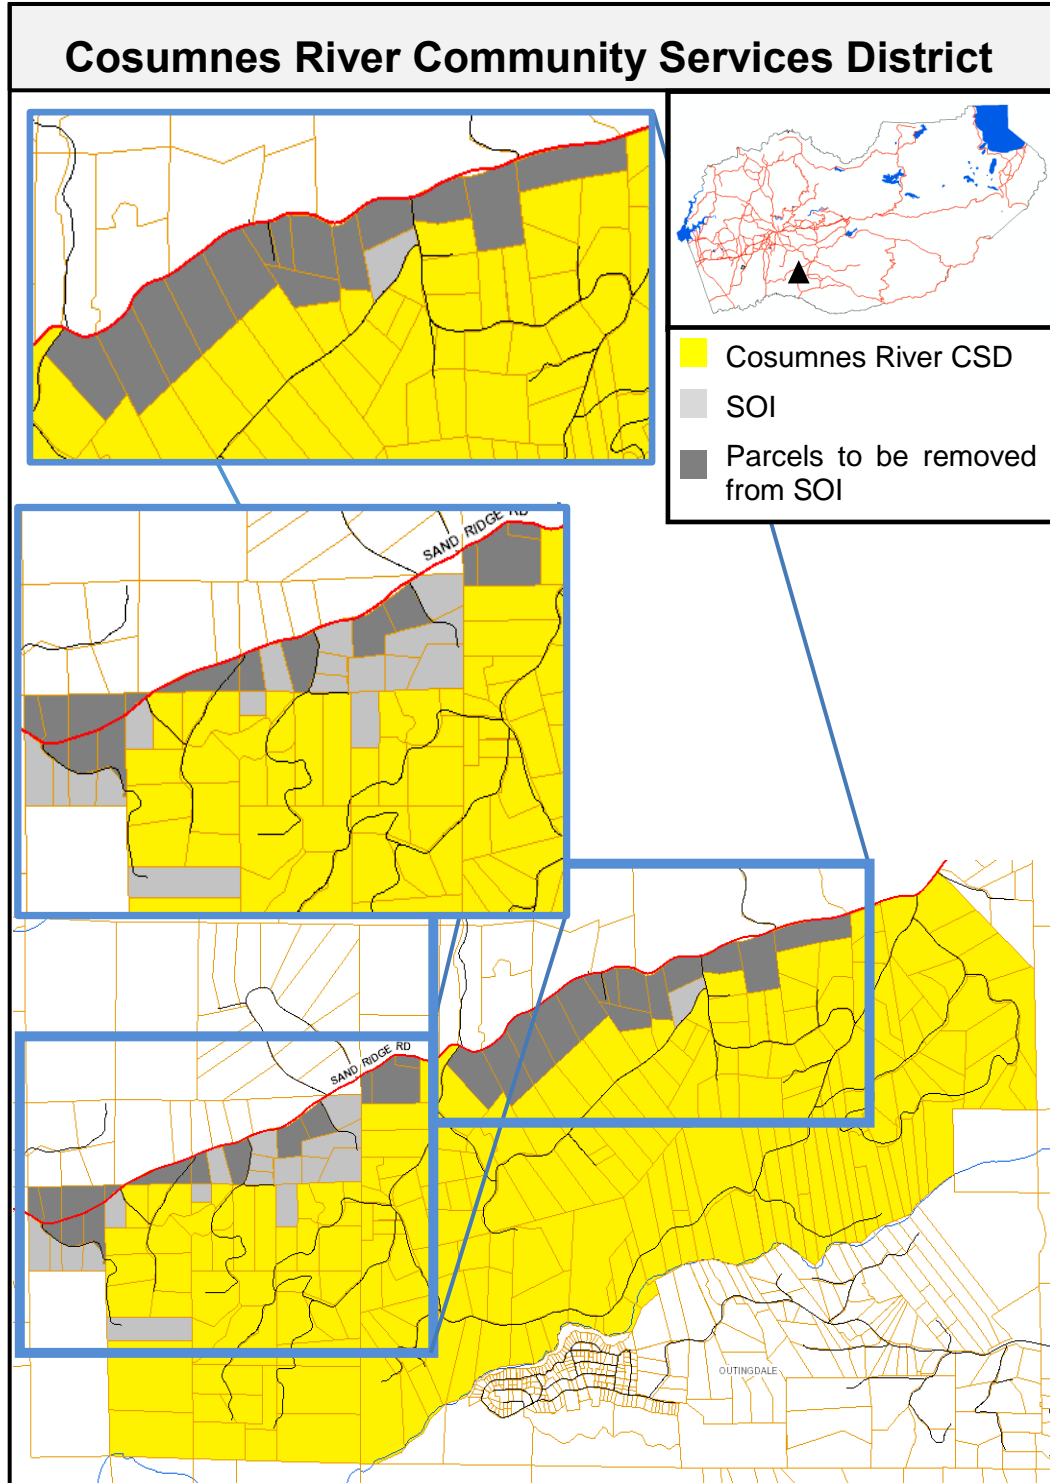 Cosumnes River Community Services District
Cosumnes River CSD
SOI
Parcels to be removed
from SOI
SAND RIDGE RD
SAND RIDGE RD
OUTINGDALE